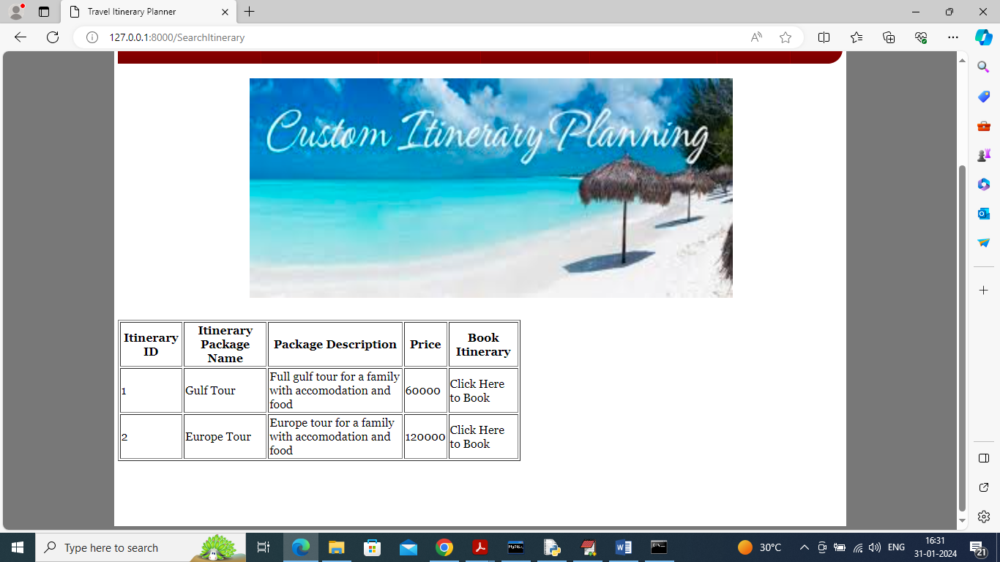 Travel Itinerary Planner
127.0.0.1:8000/SearchItinerary
Custom Itinerary Planning
Itinerary ID
Itinerary Package Name
Package Description
Price
Book Itinerary
1
Gulf Tour
Full gulf tour for a family with accomodation and food
60000
Click Here to Book
2
Europe Tour
Europe tour for a family with accomodation and food
120000
Click Here to Book
Type here to search
MySQL
30°C
ENG
16:31
31-01-2024
21